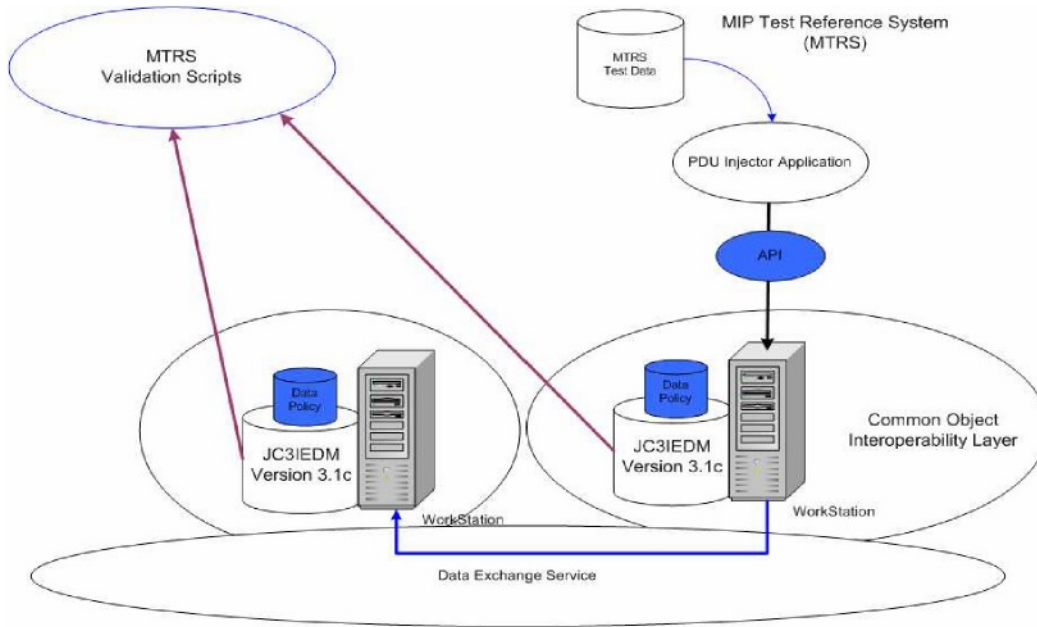 MIP Test Reference System
(MTRS)
MTRS
Validation Scripts
MTRS
Test Data
PDU Injector Application
API
Data
Policy
JC3IEDM
Version 3.1c
WorkStation
Data
Policy
JC3IEDM
Version 3.1c
WorkStation
Common Object
Interoperability Layer
Data Exchange Service